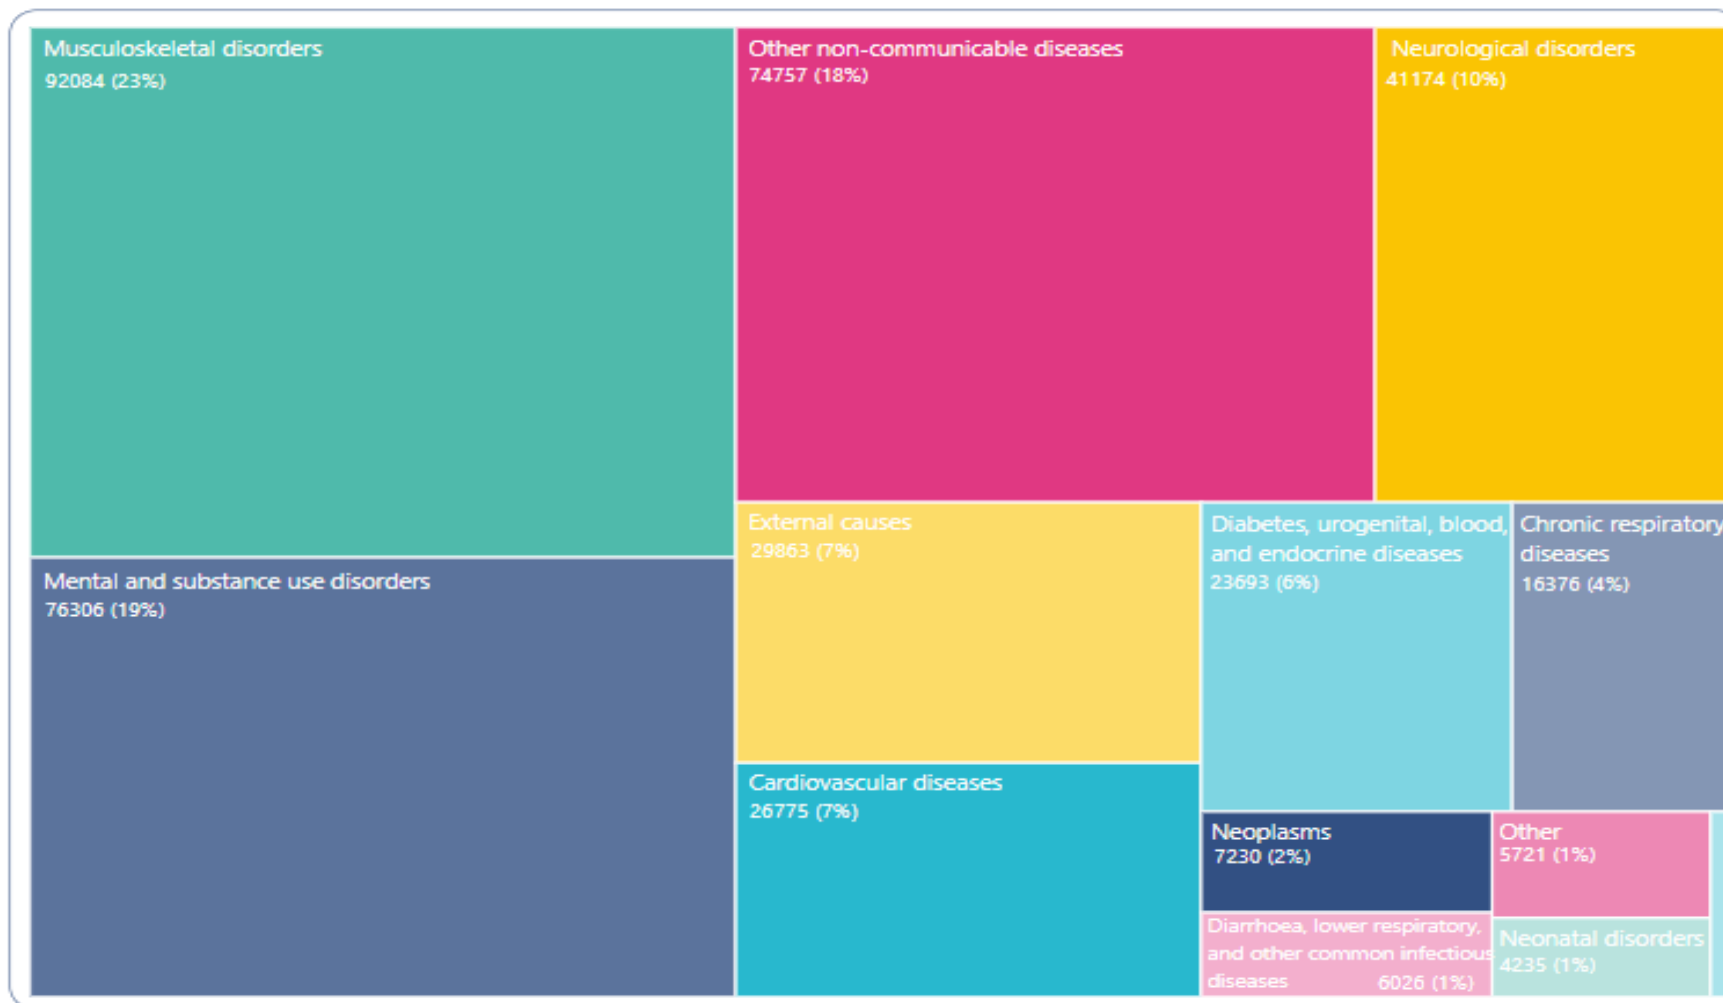 Musculoskeletal disorders
92084 (23%)
Other non-communicable diseases
74757 (18%)
Neurological disorders
41174 (10%)
Mental and substance use disorders
76306 (19%)
External causes
29863 (7%)
Cardiovascular diseases
26775 (7%)
Diabetes, urogenital, blood,
and endocrine diseases
23693 (6%)
Chronic respiratory
diseases
16376 (4%)
Neoplasms
7230 (2%)
Other
5721 (1%)
Diarrhoea, lower respiratory,
and other common infectious
diseases 6026 (1%)
Neonatal disorders
4235 (1%)